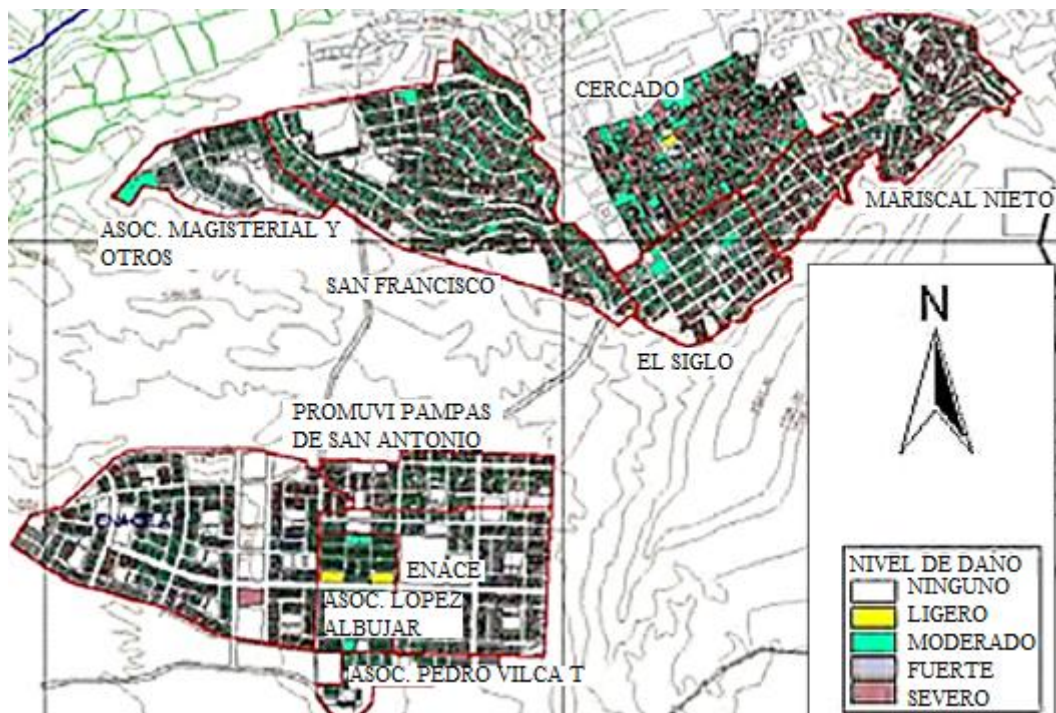 CERCADO
MARISCAL NIETO
ASOC. MAGISTERIAL Y
OTROS
SAN FRANCISCO
EL SIGLO
N
PROMUVI PAMPAS
DE SAN ANTONIO
ENACE
ASOC. LOPEZ
ALBUJAR
ASOC. PEDRO VILCA T
NIVEL DE DAÑO
NINGUNO
LIGERO
MODERADO
FUERTE
SEVERO